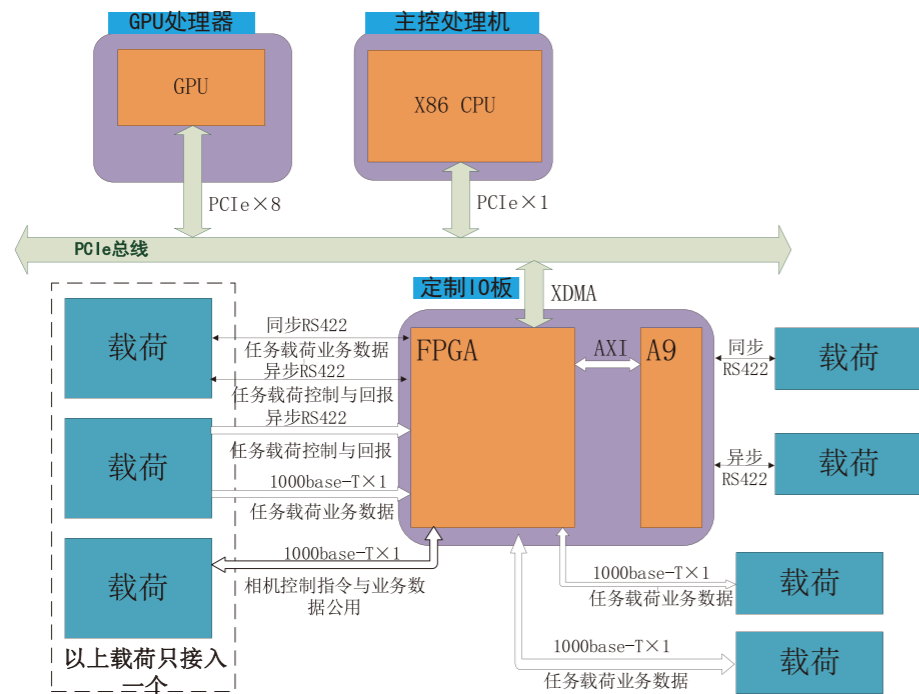 GPU处理器
主控处理机
GPU
X86 CPU
PCIe×8
PCIe×1
PCIe总线
定制IO板
XDMA
载荷
同步RS422
任务载荷业务数据
异步RS422
任务载荷控制与回报
载荷
异步RS422
任务载荷控制与回报
1000base-T×1
任务载荷业务数据
载荷
1000base-T×1
相机控制指令与业务数
据公用
以上载荷只接入
一个
FPGA
AXI
A9
同步
RS422
载荷
异步
RS422
载荷
1000base-T×1
任务载荷业务数据
载荷
1000base-T×1
任务载荷业务数据
载荷